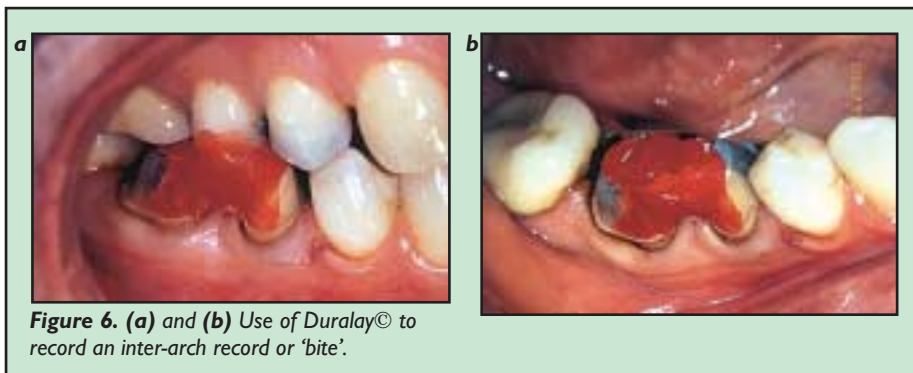 a
b
Figure 6. (a) and (b) Use of Duralay© to
record an inter-arch record or ‘bite’.